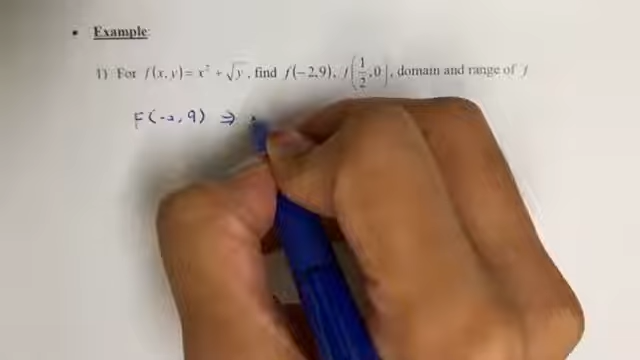 • Example:
1) For f(x, y) = x² + √y, find f(−2,9), f(1/2, 0), domain and range of f
F(-2, 9) ⇒